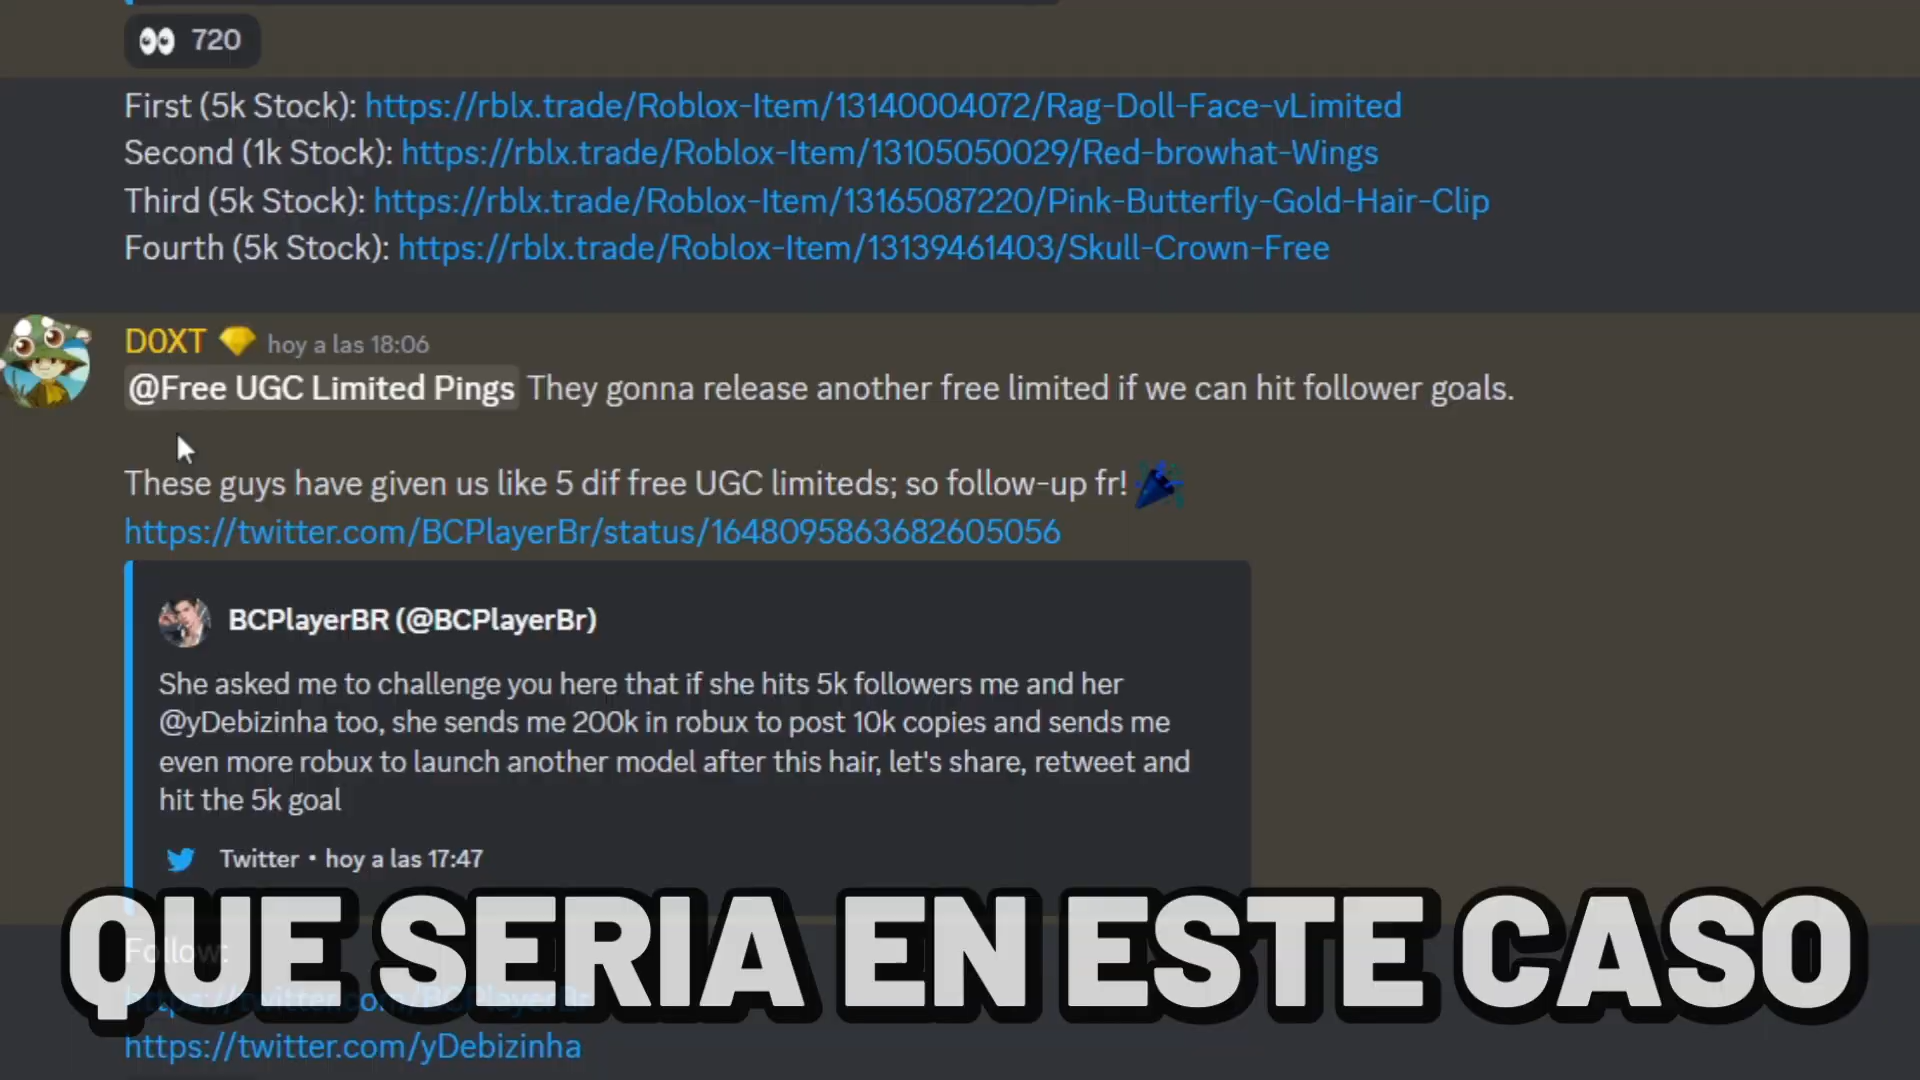 720
First (5k Stock): https://rblx.trade/Roblox-Item/13140004072/Rag-Doll-Face-vLimited
Second (1k Stock): https://rblx.trade/Roblox-Item/13105050029/Red-browhat-Wings
Third (5k Stock): https://rblx.trade/Roblox-Item/13165087220/Pink-Butterfly-Gold-Hair-Clip
Fourth (5k Stock): https://rblx.trade/Roblox-Item/13139461403/Skull-Crown-Free
D0XT hoy a las 18:06
@Free UGC Limited Pings They gonna release another free limited if we can hit follower goals.
These guys have given us like 5 dif free UGC limiteds; so follow-up fr!
https://twitter.com/BCPlayerBr/status/1648095863682605056
BCPlayerBR (@BCPlayerBr)
She asked me to challenge you here that if she hits 5k followers me and her
@yDebizinha too, she sends me 200k in robux to post 10k copies and sends me
even more robux to launch another model after this hair, let's share, retweet and
hit the 5k goal
Twitter • hoy a las 17:47
QUE SERIA EN ESTE CASO
Follow:
https://twitter.com/BCPlayerBr
https://twitter.com/yDebizinha